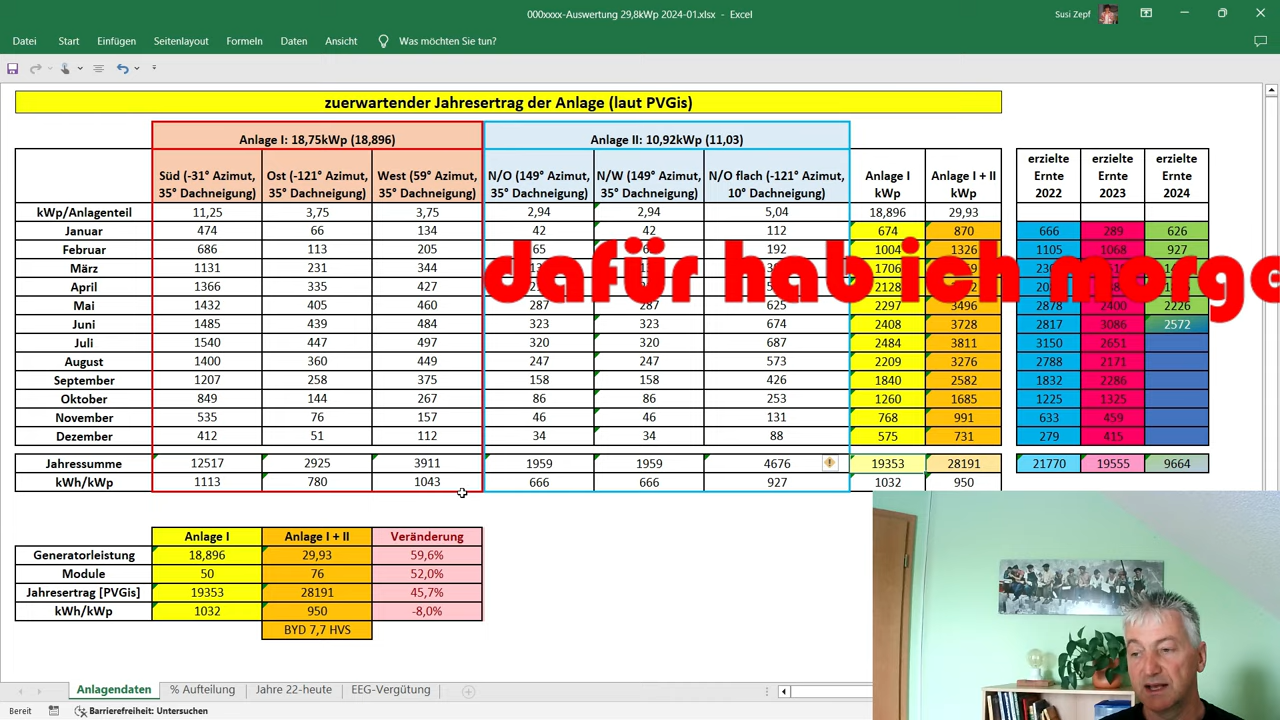 000xxxx-Auswertung 29,8kWp 2024-01.xlsx - Excel
Susi Zepf
Datei Start Einfügen Seitenlayout Formeln Daten Ansicht Was möchten Sie tun?
zuerwartender Jahresertrag der Anlage (laut PVGis)
Anlage I: 18,75kWp (18,896) Anlage II: 10,92kWp (11,03)
Süd (-31° Azimut, 35° Dachneigung) Ost (-121° Azimut, 35° Dachneigung) West (59° Azimut, 35° Dachneigung) N/O (149° Azimut, 35° Dachneigung) N/W (149° Azimut, 35° Dachneigung) N/O flach (-121° Azimut, 10° Dachneigung) Anlage I kWp Anlage I + II kWp erzielte Ernte 2022 erzielte Ernte 2023 erzielte Ernte 2024
kWp/Anlagenteil 11,25 3,75 3,75 2,94 2,94 5,04 18,896 29,93
Januar 474 66 134 42 42 112 674 870 666 289 626
Februar 686 113 205 65 192 1004 1326 1105 1068 927
März 1131 231 344 1706
April 1366 335 427 2128
Mai 1432 405 460 287 287 625 2297 3496 2878 2400 2226
dafür hab ich morge
Juni 1485 439 484 323 323 674 2408 3728 2817 3086 2572
Juli 1540 447 497 320 320 687 2484 3811 3150 2651
August 1400 360 449 247 247 573 2209 3276 2788 2171
September 1207 258 375 158 158 426 1840 2582 1832 2286
Oktober 849 144 267 86 86 253 1260 1685 1225 1325
November 535 76 157 46 46 131 768 991 633 459
Dezember 412 51 112 34 34 88 575 731 279 415
Jahressumme 12517 2925 3911 1959 1959 4676 19353 28191 21770 19555 9664
kWh/kWp 1113 780 1043 666 666 927 1032 950
Anlage I Anlage I + II Veränderung
Generatorleistung 18,896 29,93 59,6%
Module 50 76 52,0%
Jahresertrag [PVGis] 19353 28191 45,7%
kWh/kWp 1032 950 -8,0%
BYD 7,7 HVS
Anlagendaten % Aufteilung Jahre 22-heute EEG-Vergütung
Bereit Barrierefreiheit: Untersuchen